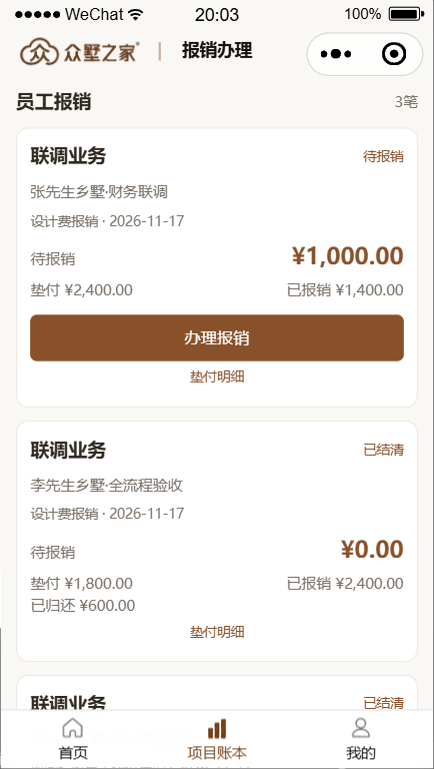 WeChat 20:03 100%
众墅之家 | 报销办理
员工报销 3笔
联调业务 待报销
张先生乡墅·财务联调
设计费报销 · 2026-11-17
待报销 ¥1,000.00
垫付 ¥2,400.00 已报销 ¥1,400.00
办理报销
垫付明细
联调业务 已结清
李先生乡墅·全流程验收
设计费报销 · 2026-11-17
待报销 ¥0.00
垫付 ¥1,800.00 已报销 ¥2,400.00
已归还 ¥600.00
垫付明细
联调业务 已结清
首页 项目账本 我的